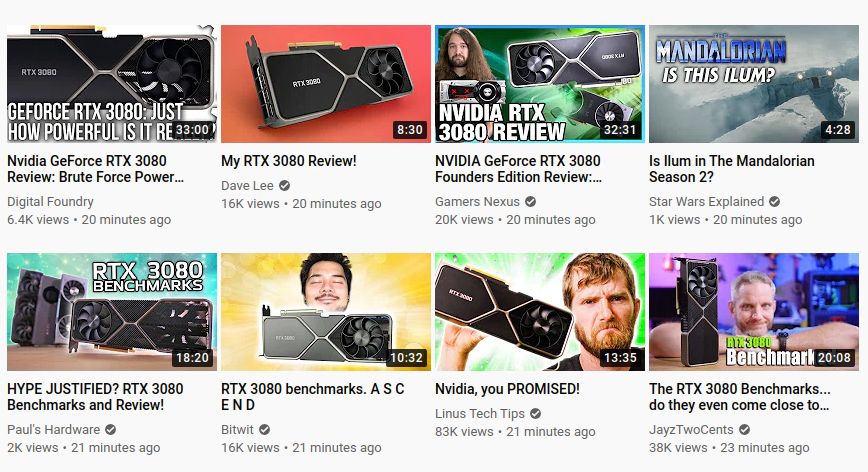 RTX 3080
GEFORCE RTX 3080: JUST
HOW POWERFUL IS IT RE
33:00
Nvidia GeForce RTX 3080
Review: Brute Force Power...
Digital Foundry
6.4K views • 20 minutes ago
RTX 3080
8:30
My RTX 3080 Review!
Dave Lee
16K views • 20 minutes ago
RTX 3080
NVIDIA RTX
3080 REVIEW
32:31
NVIDIA GeForce RTX 3080
Founders Edition Review:...
Gamers Nexus
20K views • 20 minutes ago
THE
MANDALORIAN
IS THIS ILUM?
4:28
Is Ilum in The Mandalorian
Season 2?
Star Wars Explained
1K views • 20 minutes ago
RTX 3080
BENCHMARKS
18:20
HYPE JUSTIFIED? RTX 3080
Benchmarks and Review!
Paul's Hardware
2K views • 21 minutes ago
RTX 3080
10:32
RTX 3080 benchmarks. A S C
E N D
Bitwit
16K views • 21 minutes ago
RTX 3080
13:35
Nvidia, you PROMISED!
Linus Tech Tips
83K views • 21 minutes ago
RTX 3080
Benchmark
20:08
The RTX 3080 Benchmarks...
do they even come close to...
JayzTwoCents
38K views • 23 minutes ago